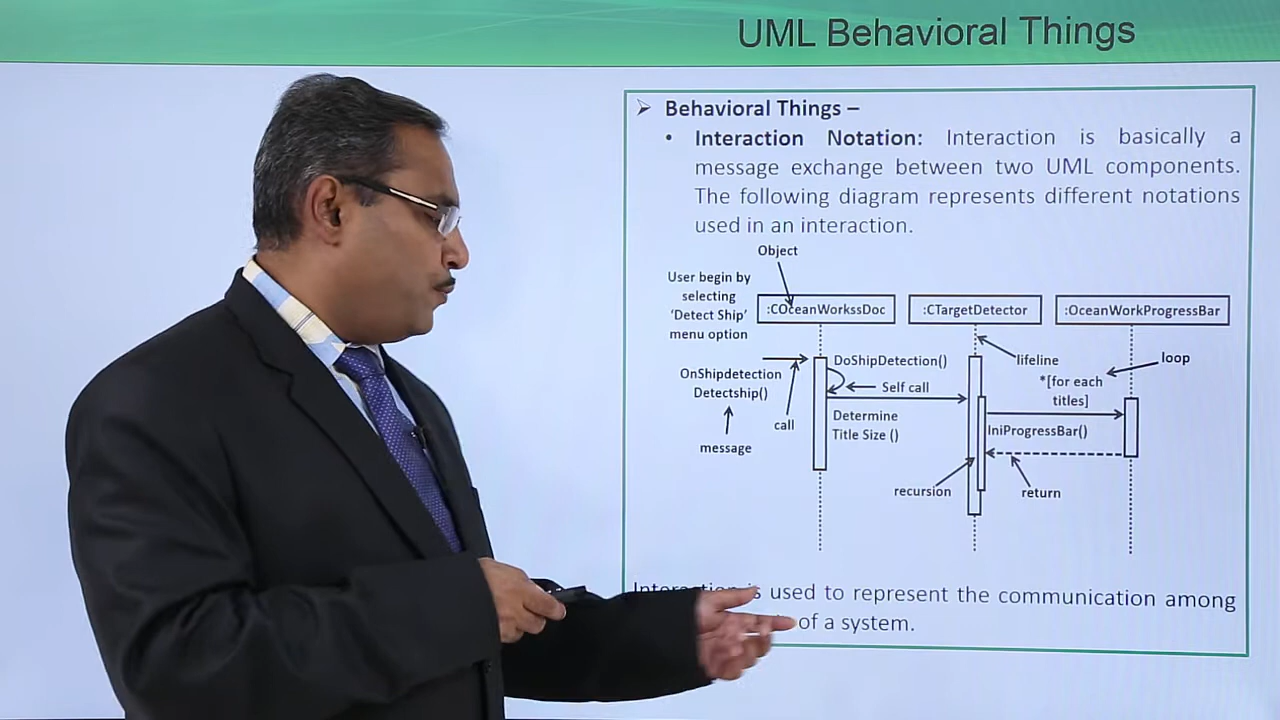 UML Behavioral Things
➢ Behavioral Things –
• Interaction Notation: Interaction is basically a
message exchange between two UML components.
The following diagram represents different notations
used in an interaction.
Object
User begin by
selecting
‘Detect Ship’
menu option
:COceanWorkssDoc
:CTargetDetector
:OceanWorkProgressBar
OnShipdetection
Detectship()
message
call
DoShipDetection()
Self call
Determine
Title Size ()
lifeline
loop
*[for each
titles]
IniProgressBar()
recursion
return
Interaction is used to represent the communication among
of a system.